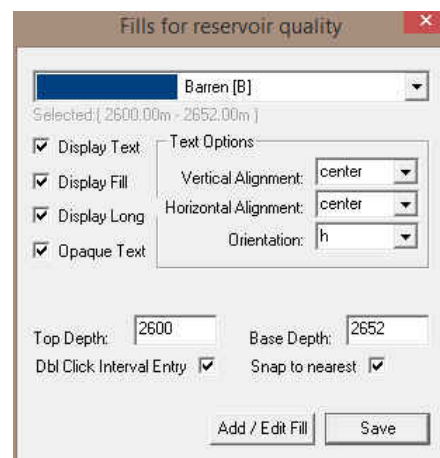 Fills for reservoir quality
Barren [B]
Selected:( 2600.00m - 2652.00m )
Display Text
Display Fill
Display Long
Opaque Text
Text Options
Vertical Alignment: center
Horizontal Alignment: center
Orientation: h
Top Depth: 2600 Base Depth: 2652
Dbl Click Interval Entry Snap to nearest
Add / Edit Fill Save